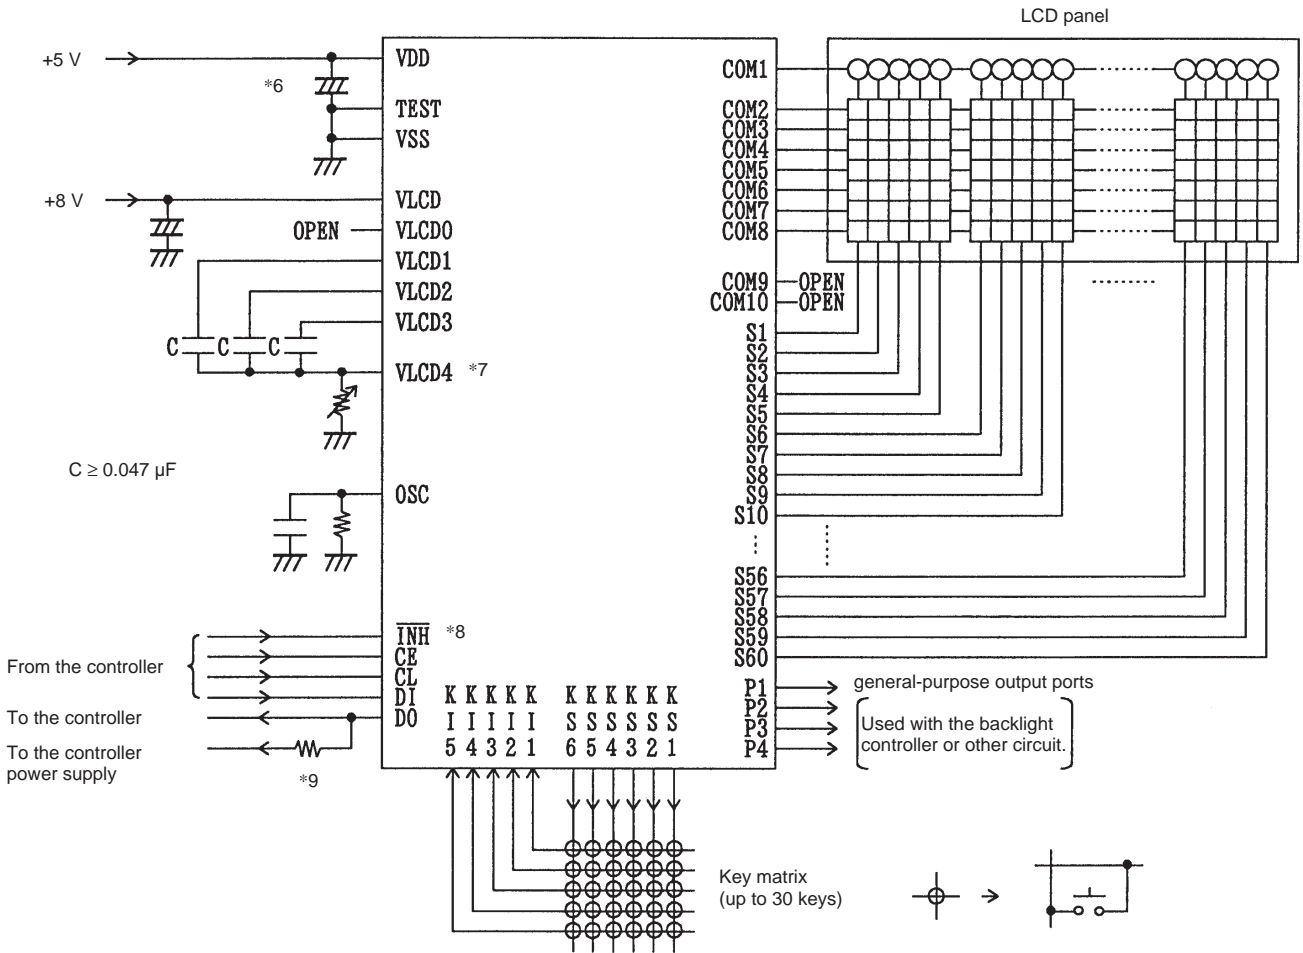 LCD panel
+5 V
VDD
COM1
*6
TEST
COM2
VSS
COM3
COM4
COM5
COM6
COM7
COM8
+8 V
VLCD
OPEN
VLCD0
VLCD1
COM9
OPEN
COM10
OPEN
VLCD2
VLCD3
S1
C
C
C
S2
VLCD4
*7
S3
S4
S5
S6
S7
C ≥ 0.047 µF
S8
OSC
S9
S10
S56
S57
S58
S59
S60
INH
*8
CE
CL
DI
DO
From the controller
To the controller
To the controller
power supply
*9
P1
P2
P3
P4
general-purpose output ports
Used with the backlight
controller or other circuit.
K K K K K K K K K K K
I I I I I S S S S S S
5 4 3 2 1 6 5 4 3 2 1
Key matrix
(up to 30 keys)